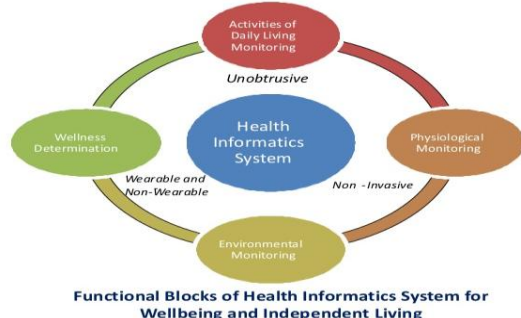 Activities of
Daily Living
Monitoring
Unobtrusive
Health
Informatics
System
Wellness
Determination
Physiological
Monitoring
Wearable and
Non-Wearable
Non -Invasive
Environmental
Monitoring
Functional Blocks of Health Informatics System for
Wellbeing and Independent Living